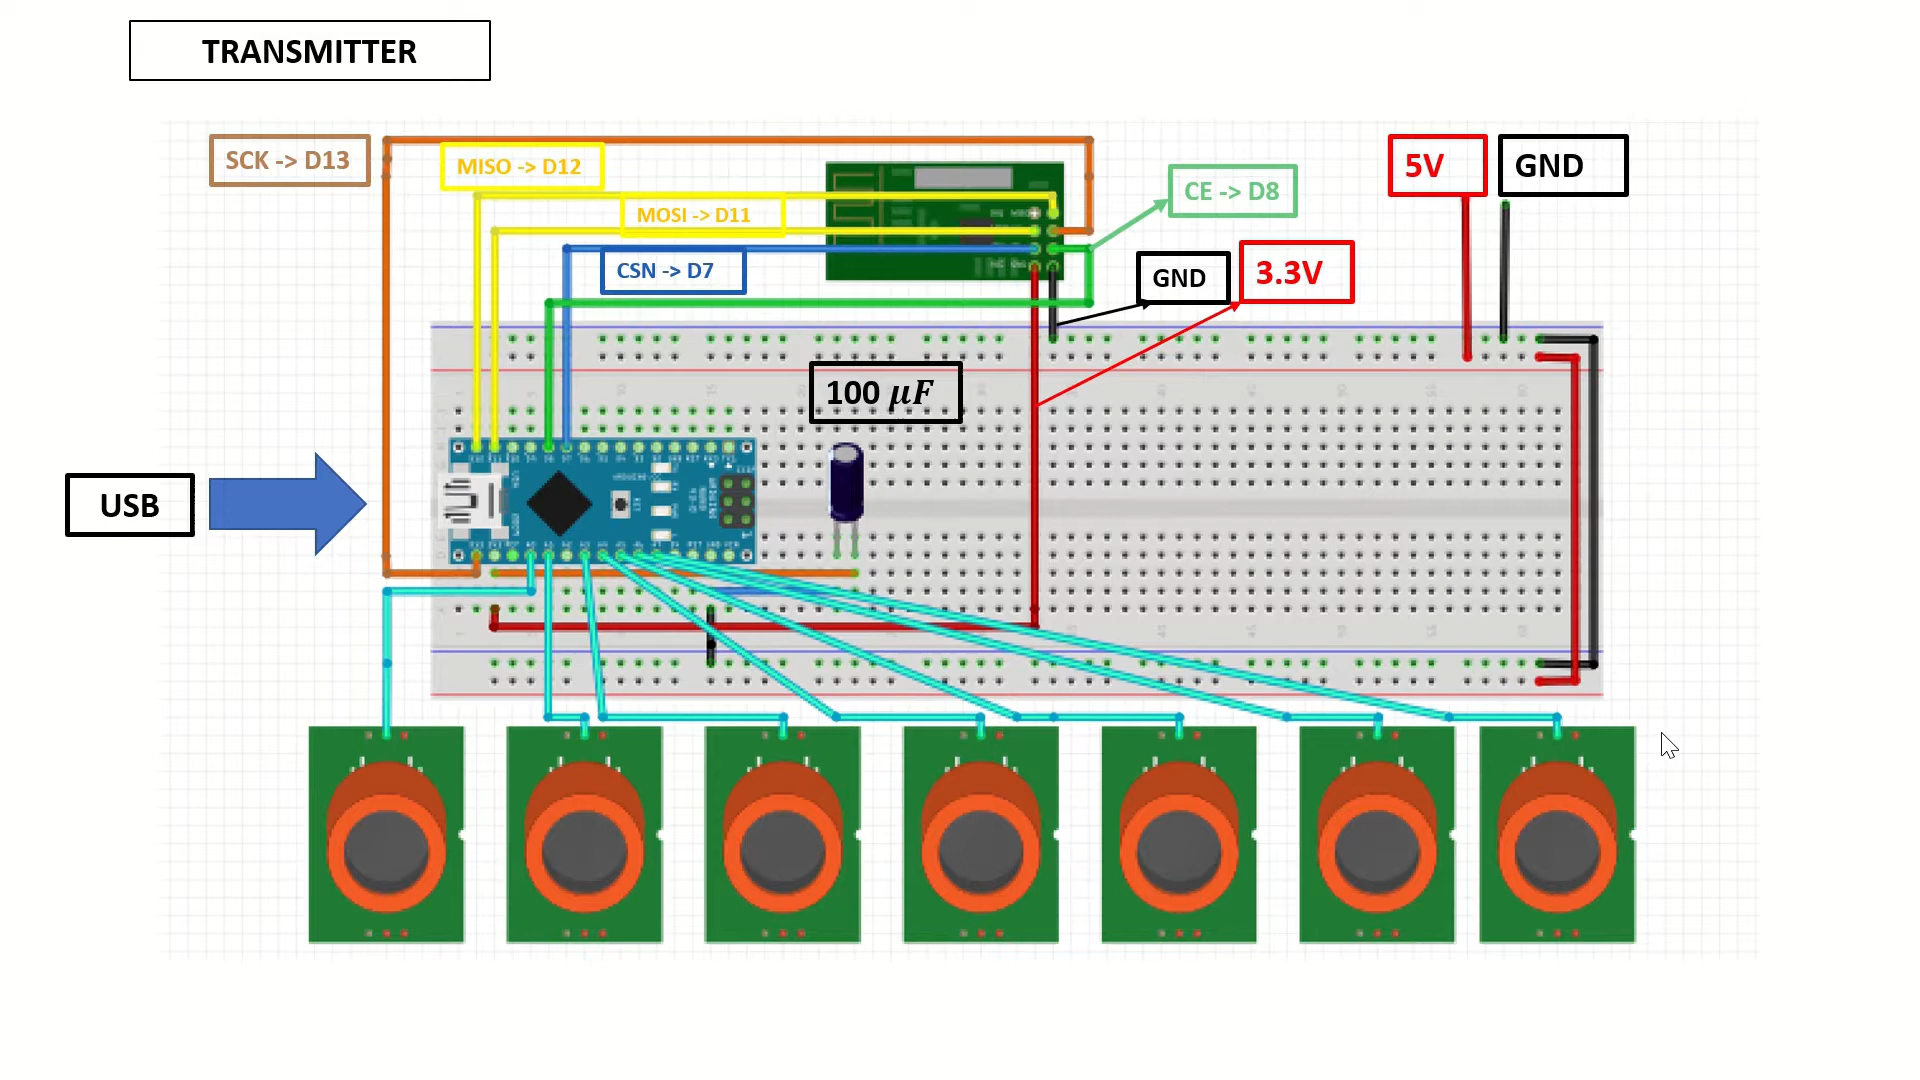 TRANSMITTER
SCK -> D13
MISO -> D12
MOSI -> D11
CSN -> D7
CE -> D8
5V
GND
GND
3.3V
100 μF
USB